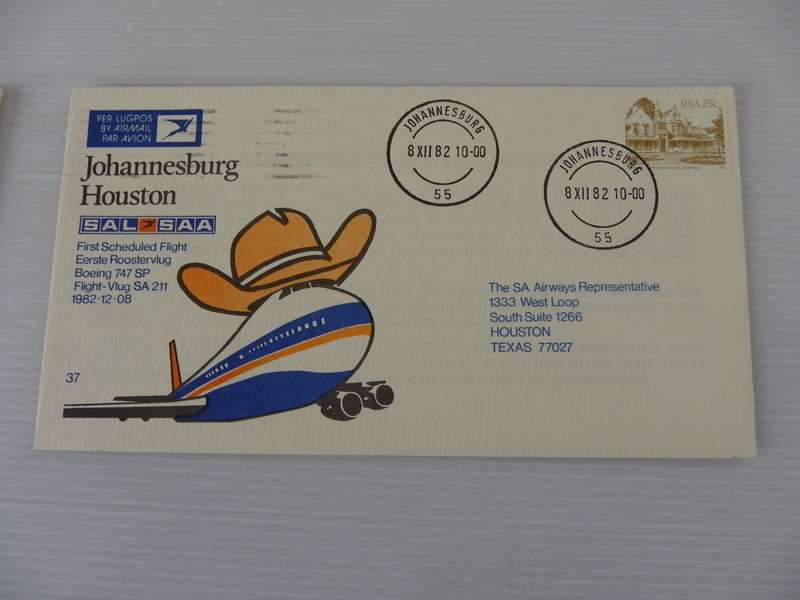 PER LUGPOS
BY AIRMAIL
PAR AVION
Johannesburg
Houston
SAL SAA
First Scheduled Flight
Eerste Roostervlug
Boeing 747 SP
Flight-Vlug SA 211
1982·12·08
37
JOHANNESBURG
8 XII 82 10-00
55
JOHANNESBURG
8 XII 82 10-00
55
RSA 25c
The SA Airways Representative
1333 West Loop
South Suite 1266
HOUSTON
TEXAS 77027